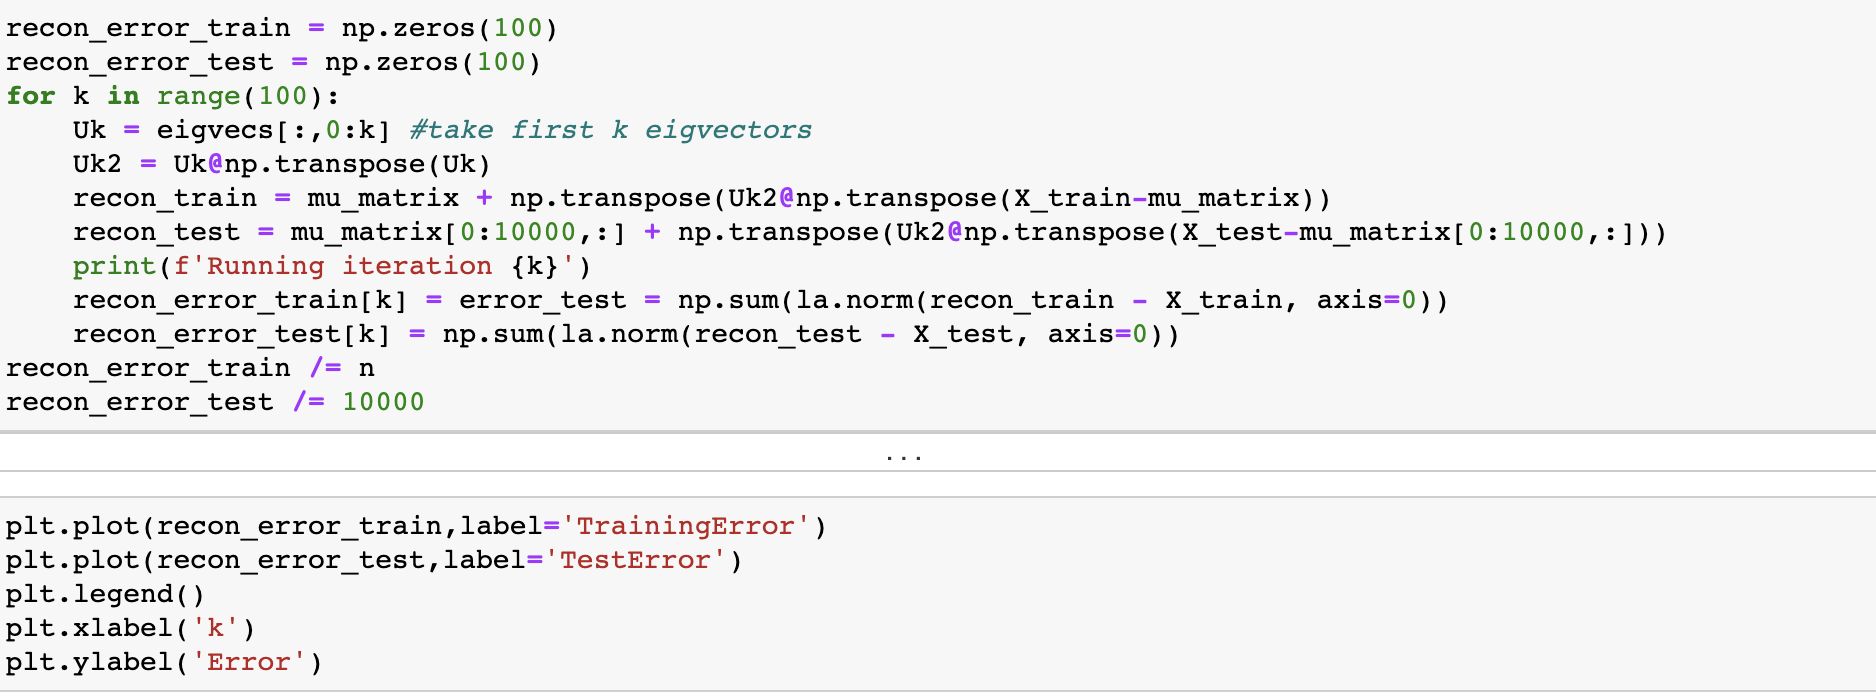 recon_error_train = np.zeros(100)
recon_error_test = np.zeros(100)
for k in range(100):
    Uk = eigvecs[:,0:k] #take first k eigvectors
    Uk2 = Uk@np.transpose(Uk)
    recon_train = mu_matrix + np.transpose(Uk2@np.transpose(X_train-mu_matrix))
    recon_test = mu_matrix[0:10000,:] + np.transpose(Uk2@np.transpose(X_test-mu_matrix[0:10000,:]))
    print(f'Running iteration {k}')
    recon_error_train[k] = error_test = np.sum(la.norm(recon_train - X_train, axis=0))
    recon_error_test[k] = np.sum(la.norm(recon_test - X_test, axis=0))
recon_error_train /= n
recon_error_test /= 10000
...
plt.plot(recon_error_train,label='TrainingError')
plt.plot(recon_error_test,label='TestError')
plt.legend()
plt.xlabel('k')
plt.ylabel('Error')